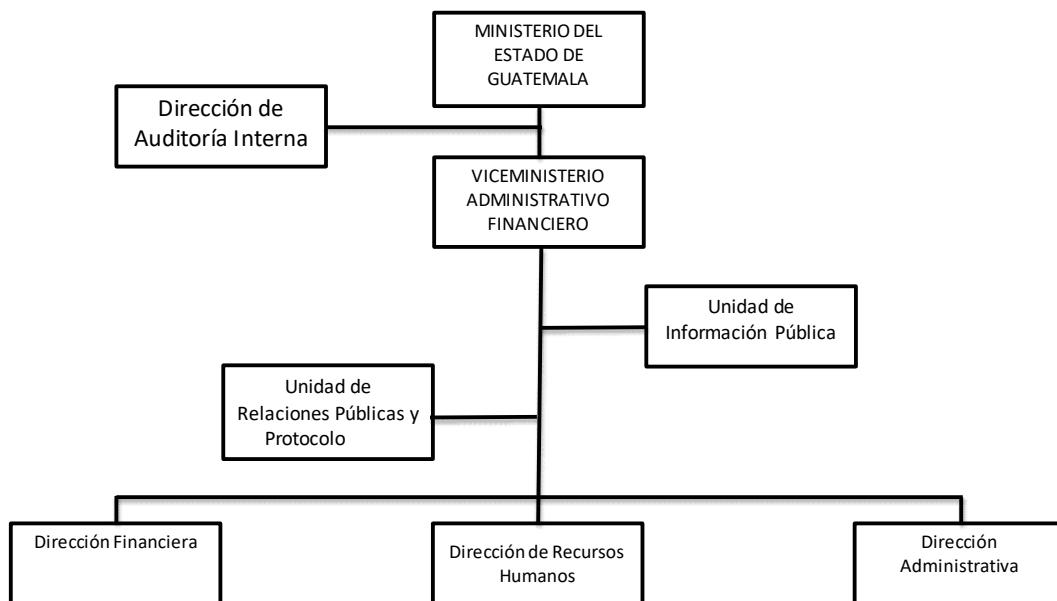 MINISTERIO DEL
ESTADO DE
GUATEMALA
Dirección de
Auditoría Interna
VICEMINISTERIO
ADMINISTRATIVO
FINANCIERO
Unidad de
Información Pública
Unidad de
Relaciones Públicas y
Protocolo
Dirección Financiera
Dirección de Recursos
Humanos
Dirección
Administrativa